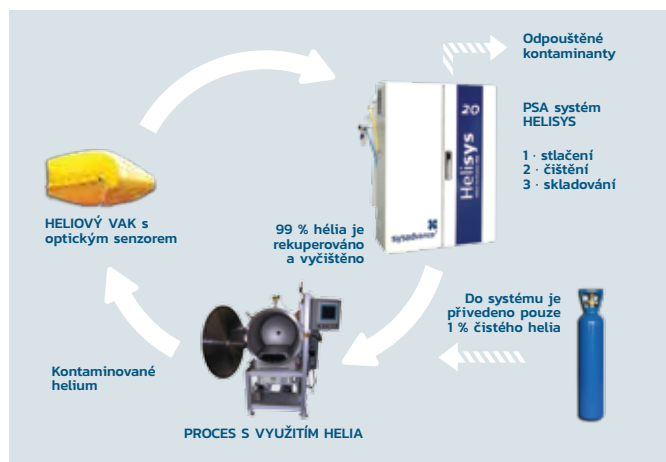 Odpouštěné
kontaminanty
PSA systém
HELISYS
1 · stlačení
2 · čištění
3 · skladování
20
Helisys
sysadvance
HELIOVÝ VAK s
optickým senzorem
99 % hélia je
rekuperováno
a vyčištěno
Do systému je
přivedeno pouze
1 % čistého helia
Kontaminované
helium
PROCES S VYUŽITÍM HELIA